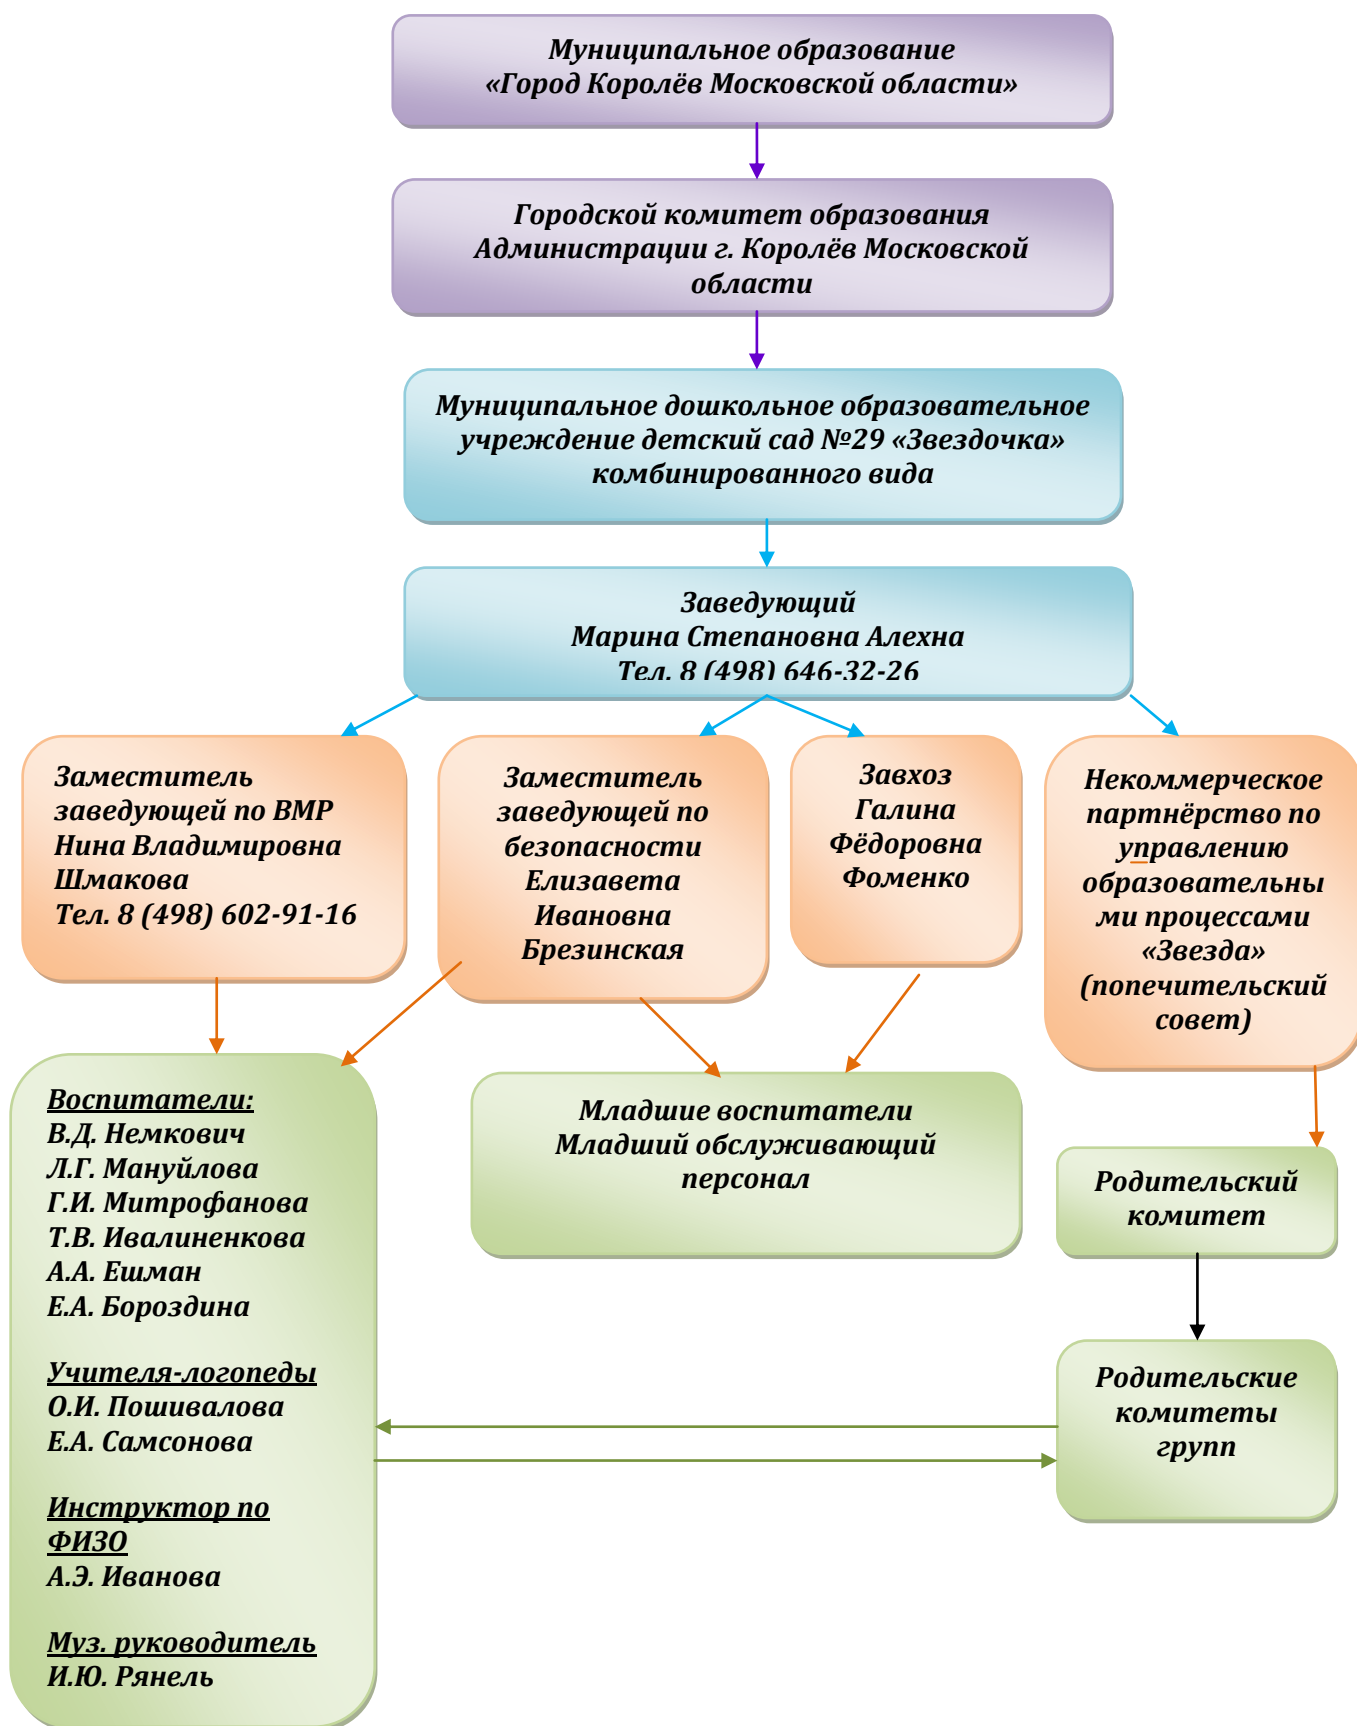 Муниципальное образование
«Город Королёв Московской области»
Городской комитет образования
Администрации г. Королёв Московской
области
Муниципальное дошкольное образовательное
учреждение детский сад №29 «Звездочка»
комбинированного вида
Заведующий
Марина Степановна Алехна
Тел. 8 (498) 646-32-26
Заместитель
заведующей по ВМР
Нина Владимировна
Шмакова
Тел. 8 (498) 602-91-16
Заместитель
заведующей по
безопасности
Елизавета
Ивановна
Брезинская
Завхоз
Галина
Фёдоровна
Фоменко
Некоммерческое
партнёрство по
управлению
образовательны
ми процессами
«Звезда»
(попечительский
совет)
Воспитатели:
В.Д. Немкович
Л.Г. Мануйлова
Г.И. Митрофанова
Т.В. Ивалиненкова
А.А. Ешман
Е.А. Бороздина
Учителя-логопеды
О.И. Пошивалова
Е.А. Самсонова
Инструктор по
ФИЗО
А.Э. Иванова
Муз. руководитель
И.Ю. Рянель
Младшие воспитатели
Младший обслуживающий
персонал
Родительский
комитет
Родительские
комитеты
групп